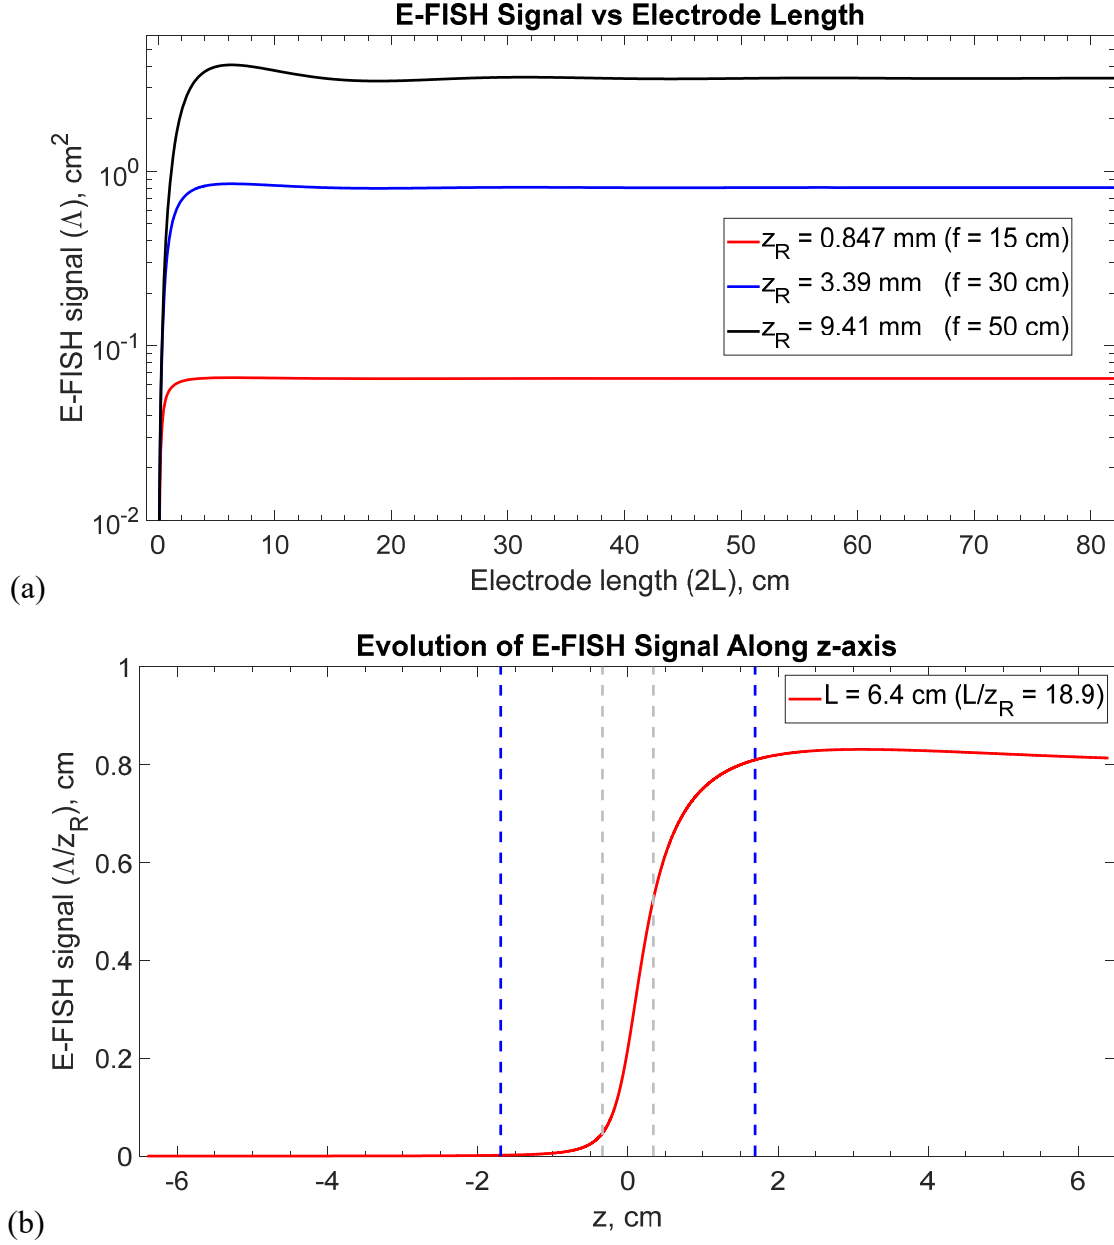 E-FISH Signal vs Electrode Length
E-FISH signal (Λ), cm²
10⁰
10⁻¹
10⁻²
z_R = 0.847 mm (f = 15 cm)
z_R = 3.39 mm (f = 30 cm)
z_R = 9.41 mm (f = 50 cm)
0 10 20 30 40 50 60 70 80
Electrode length (2L), cm
(a)
Evolution of E-FISH Signal Along z-axis
E-FISH signal (Λ/z_R), cm
1
0.8
0.6
0.4
0.2
0
L = 6.4 cm (L/z_R = 18.9)
-6 -4 -2 0 2 4 6
z, cm
(b)